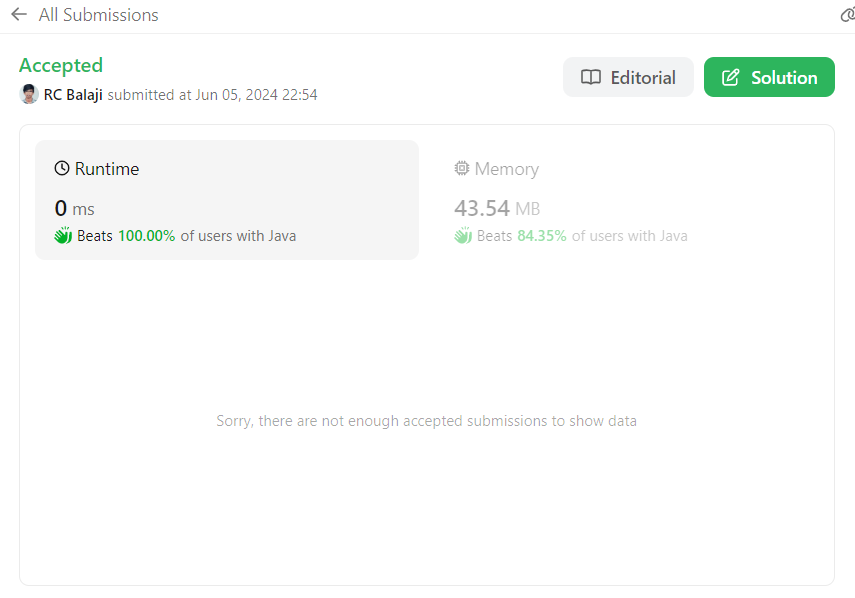 All Submissions
Accepted
RC Balaji submitted at Jun 05, 2024 22:54
Editorial
Solution
Runtime
0 ms
Beats 100.00% of users with Java
Memory
43.54 MB
Beats 84.35% of users with Java
Sorry, there are not enough accepted submissions to show data